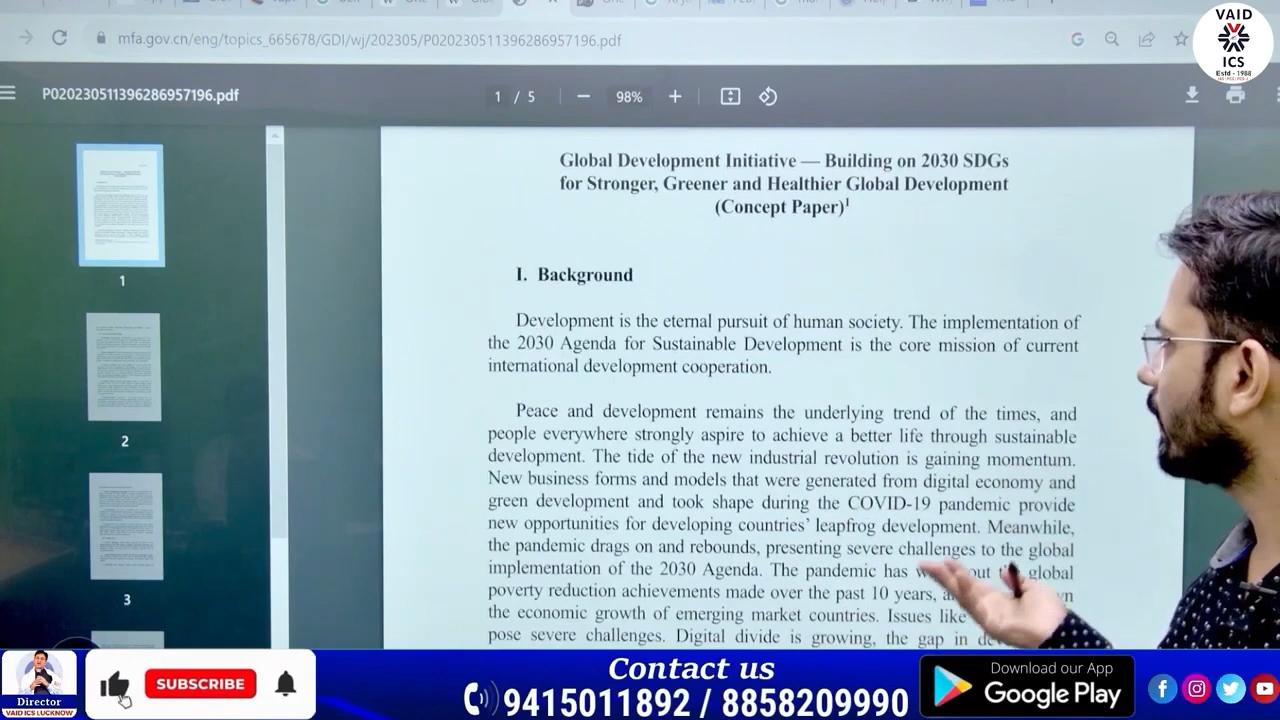 mfa.gov.cn/eng/topics_665678/GDI/wj/202305/P020230511396286957196.pdf
VAID
ICS
Estd - 1988
P020230511396286957196.pdf
1 / 5
98%
Global Development Initiative — Building on 2030 SDGs
for Stronger, Greener and Healthier Global Development
(Concept Paper)1
I. Background
Development is the eternal pursuit of human society. The implementation of
the 2030 Agenda for Sustainable Development is the core mission of current
international development cooperation.
Peace and development remains the underlying trend of the times, and
people everywhere strongly aspire to achieve a better life through sustainable
development. The tide of the new industrial revolution is gaining momentum.
New business forms and models that were generated from digital economy and
green development and took shape during the COVID-19 pandemic provide
new opportunities for developing countries' leapfrog development. Meanwhile,
the pandemic drags on and rebounds, presenting severe challenges to the global
implementation of the 2030 Agenda. The pandemic has out global
poverty reduction achievements made over the past 10 years,
the economic growth of emerging market countries. Issues like
pose severe challenges. Digital divide is growing, the gap in
1
2
3
Director
VAID ICS LUCKNOW
SUBSCRIBE
Contact us
9415011892 / 8858209990
Download our App
Google Play